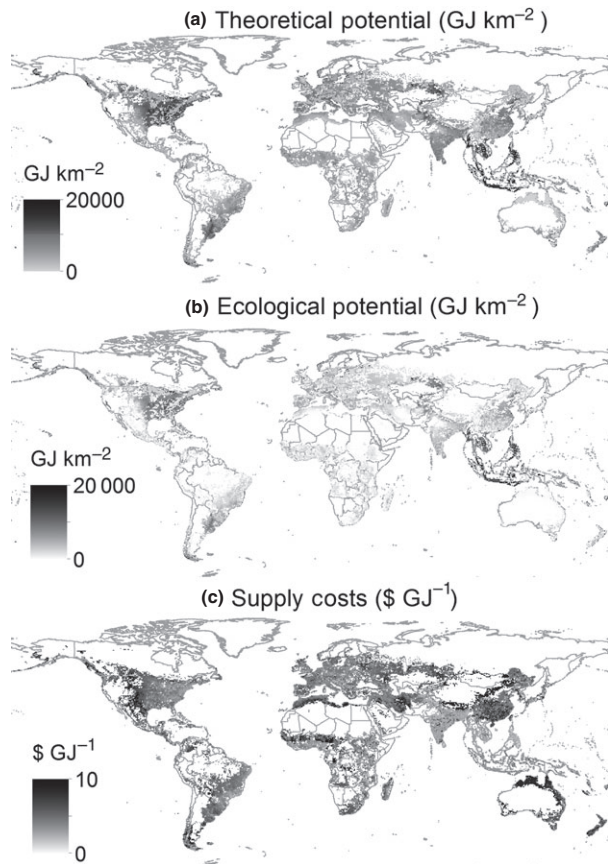 (a) Theoretical potential (GJ km⁻²)
GJ km⁻²
20000
0
(b) Ecological potential (GJ km⁻²)
GJ km⁻²
20 000
0
(c) Supply costs ($ GJ⁻¹)
$ GJ⁻¹
10
0